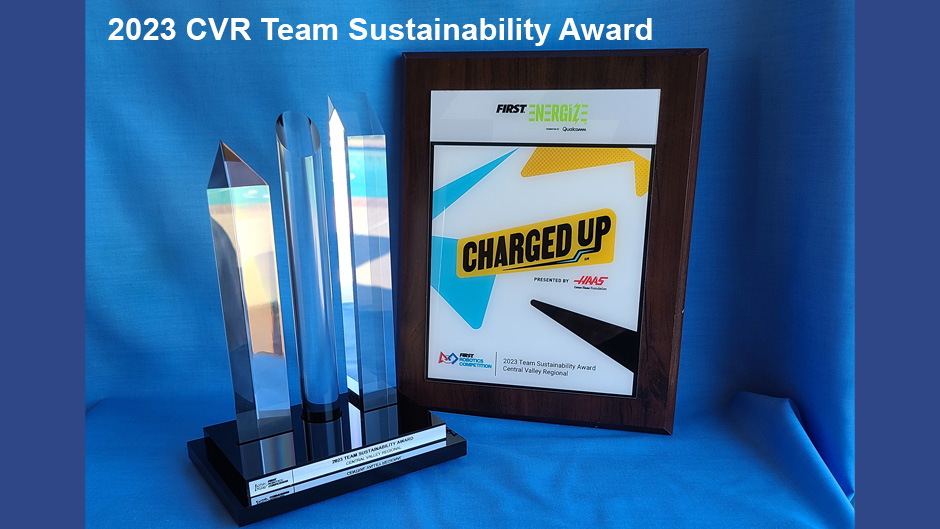 2023 CVR Team Sustainability Award
FIRST ENERGIZE
Qualcomm
CHARGED UP
PRESENTED BY HAAS
FIRST
ROBOTICS
COMPETITION
2023 Team Sustainability Award
Central Valley Regional
2023 TEAM SUSTAINABILITY AWARD
CENTRAL VALLEY REGIONAL